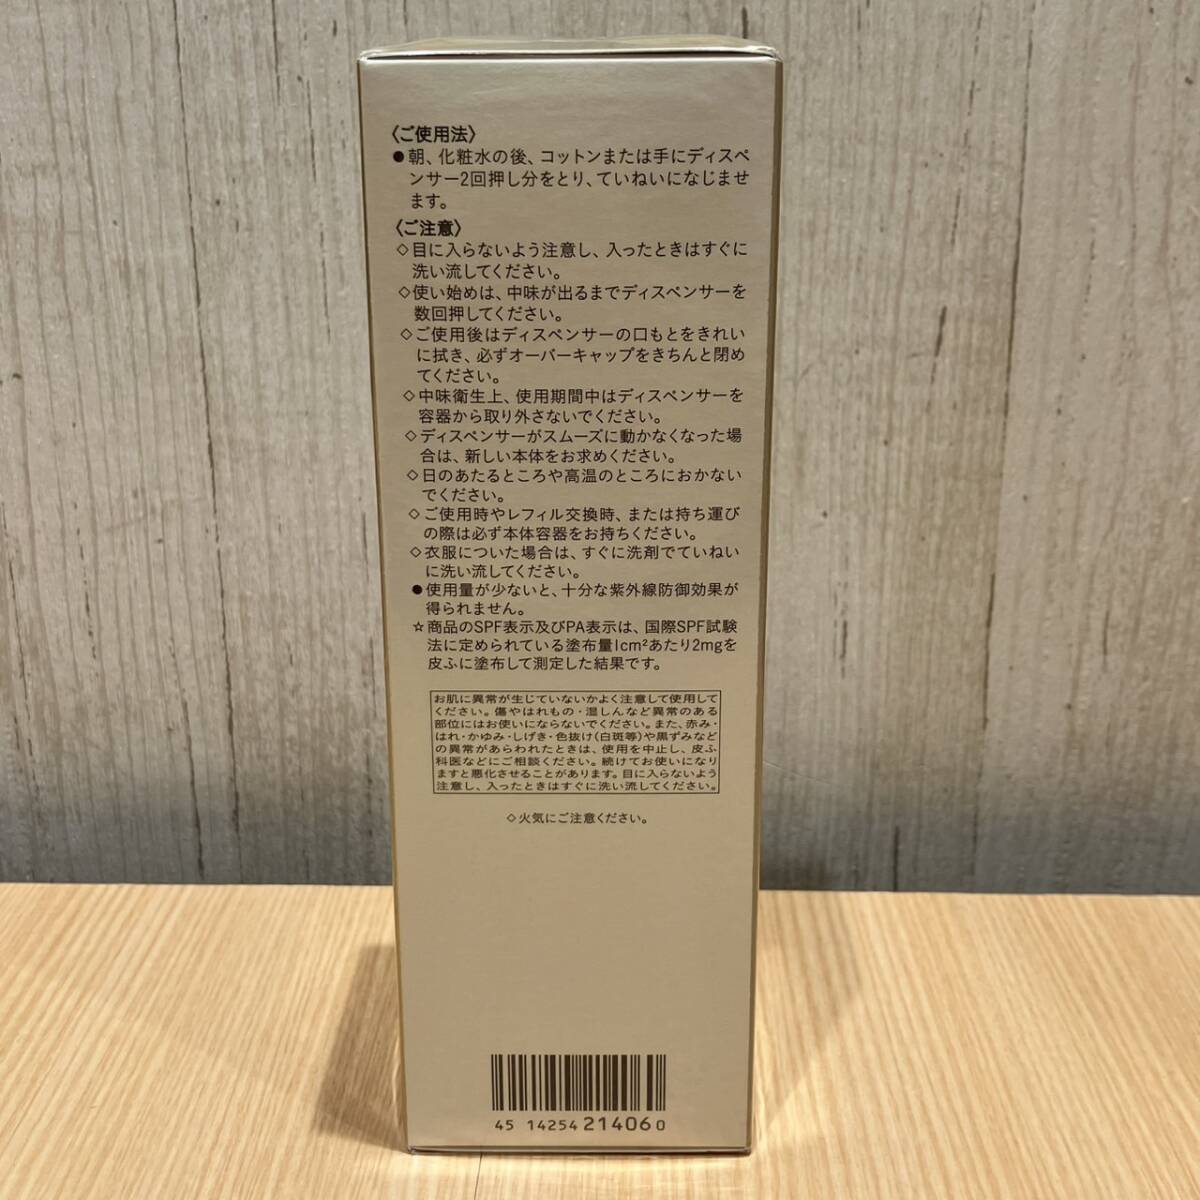 〈ご使用法〉
●朝、化粧水の後、コットンまたは手にディスペ
ンサー2回押し分をとり、ていねいになじませ
ます。
〈ご注意〉
◇目に入らないよう注意し、入ったときはすぐに
洗い流してください。
◇使い始めは、中味が出るまでディスペンサーを
数回押してください。
◇ご使用後はディスペンサーの口もとをきれい
に拭き、必ずオーバーキャップをきちんと閉め
てください。
◇中味衛生上、使用期間中はディスペンサーを
容器から取り外さないでください。
◇ディスペンサーがスムーズに動かなくなった場
合は、新しい本体をお求めください。
◇日のあたるところや高温のところにおかない
でください。
◇ご使用時やレフィル交換時、または持ち運び
の際は必ず本体容器をお持ちください。
◇衣服についた場合は、すぐに洗剤でていねい
に洗い流してください。
●使用量が少ないと、十分な紫外線防御効果が
得られません。
☆商品のSPF表示及びPA表示は、国際SPF試験
法に定められている塗布量1cm²あたり2mgを
皮ふに塗布して測定した結果です。
お肌に異常が生じていないかよく注意して使用して
ください。傷やはれもの・湿しんなど異常のある
部位にはお使いにならないでください。また、赤み・
はれ・かゆみ・しげき・色抜け(白斑等)や黒ずみなど
の異常があらわれたときは、使用を中止し、皮ふ
科医などにご相談ください。続けてお使いになり
ますと悪化させることがあります。目に入らないよう
注意し、入ったときはすぐに洗い流してください。
◇火気にご注意ください。
45 14254 21406 0